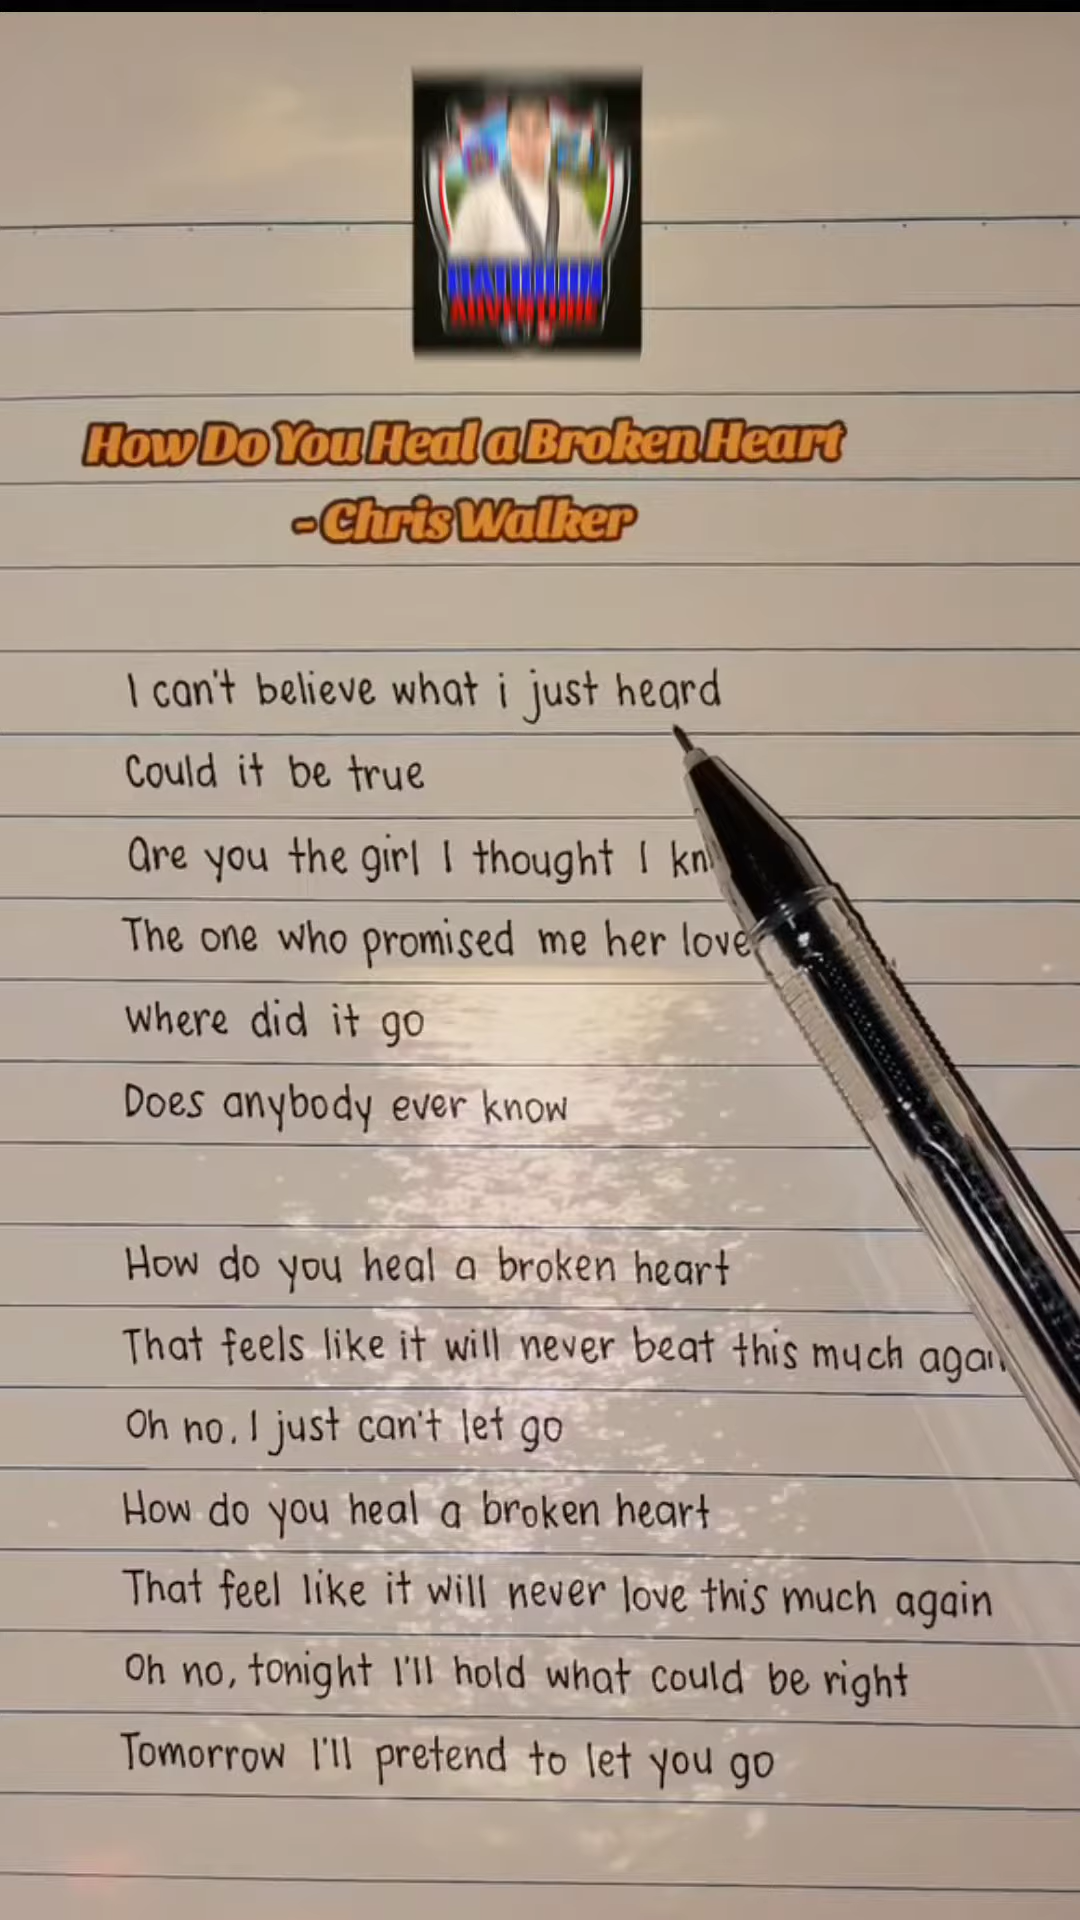 How Do You Heal a Broken Heart
- Chris Walker
I can't believe what i just heard
Could it be true
Are you the girl I thought I
The one who promised me her love
Where did it go
Does anybody ever know
How do you heal a broken heart
That feels like it will never beat this much
Oh no, I just can't let go
How do you heal a broken heart
That feel like it will never love this much again
Oh no, tonight I'll hold what could be right
Tomorrow I'll pretend to let you go